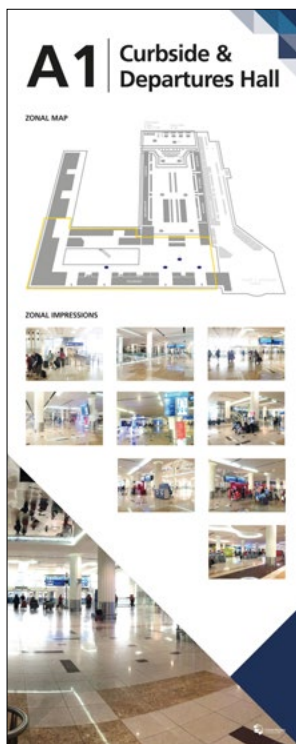 A1
Curbside &
Departures Hall
ZONAL MAP
ZONAL IMPRESSIONS